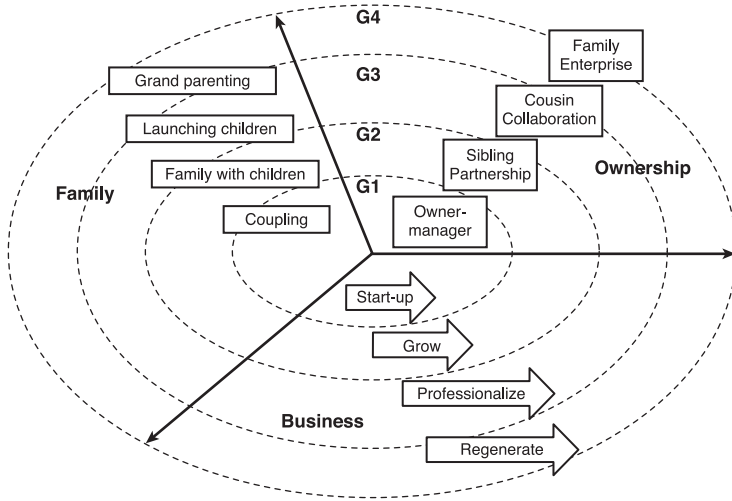 G4
Family
Enterprise
Grand parenting
G3
Cousin
Collaboration
Launching children
G2
Sibling
Partnership
Ownership
Family with children
Family
G1
Coupling
Owner-
manager
Start-up
Grow
Professionalize
Business
Regenerate